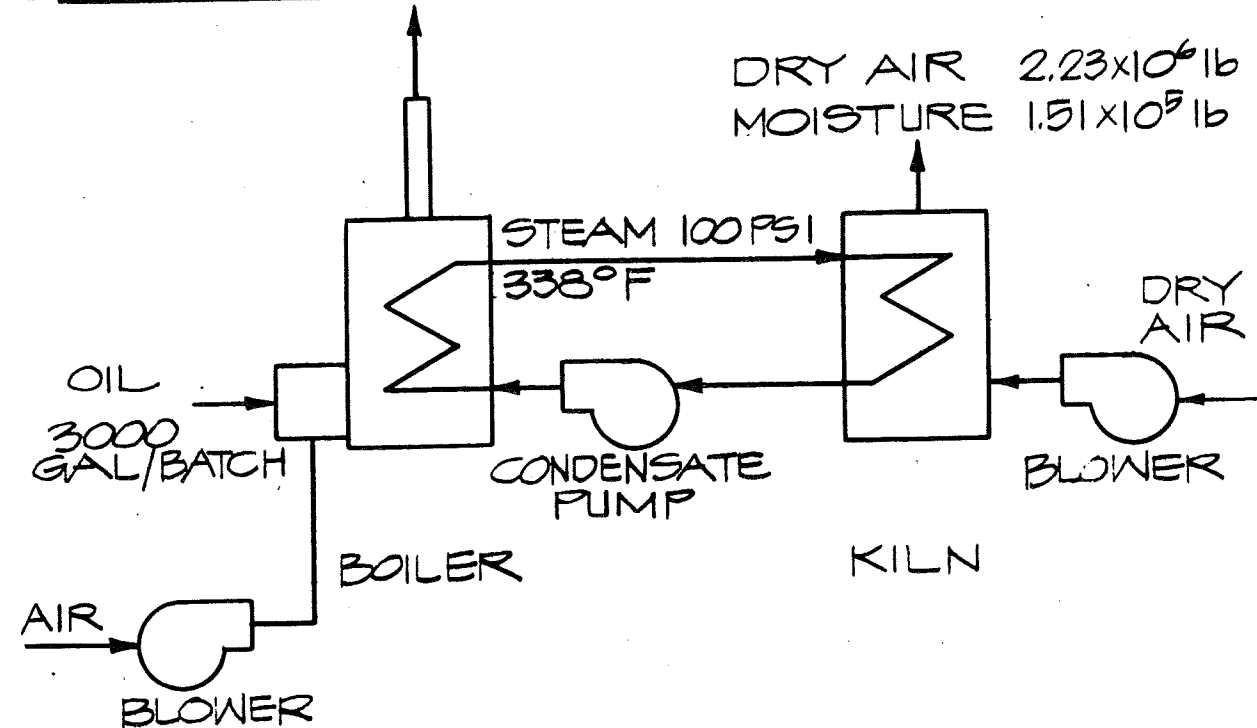 DRY AIR 2.23x10⁶ lb
MOISTURE 1.51x10⁵ lb
STEAM 100 PSI
338°F
DRY
AIR
OIL
3000
GAL/BATCH
CONDENSATE
PUMP
BLOWER
BOILER
KILN
AIR
BLOWER